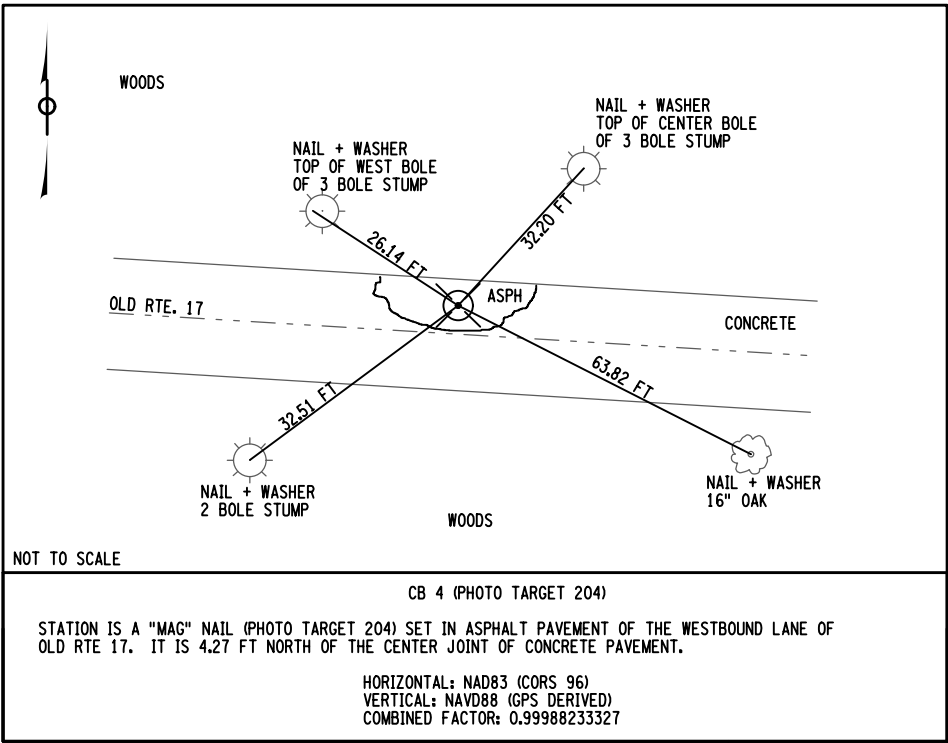 WOODS
NAIL + WASHER
TOP OF CENTER BOLE
OF 3 BOLE STUMP
NAIL + WASHER
TOP OF WEST BOLE
OF 3 BOLE STUMP
26.14 FT
32.20 FT
ASPH
OLD RTE. 17
CONCRETE
63.82 FT
32.51 FT
NAIL + WASHER
16" OAK
NAIL + WASHER
2 BOLE STUMP
WOODS
NOT TO SCALE
CB 4 (PHOTO TARGET 204)
STATION IS A "MAG" NAIL (PHOTO TARGET 204) SET IN ASPHALT PAVEMENT OF THE WESTBOUND LANE OF
OLD RTE 17. IT IS 4.27 FT NORTH OF THE CENTER JOINT OF CONCRETE PAVEMENT.
HORIZONTAL: NAD83 (CORS 96)
VERTICAL: NAVD88 (GPS DERIVED)
COMBINED FACTOR: 0.99988233327